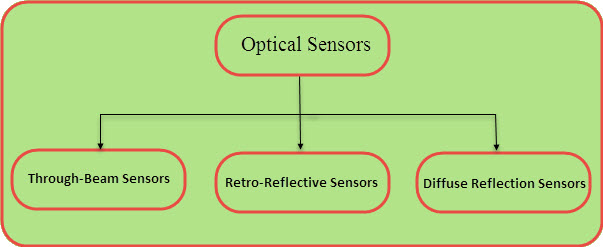 Optical Sensors
Through-Beam Sensors
Retro-Reflective Sensors
Diffuse Reflection Sensors